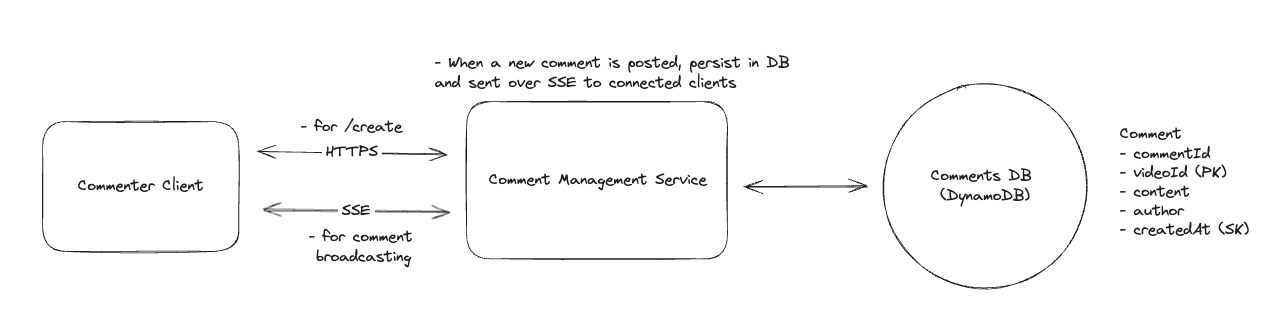 - When a new comment is posted, persist in DB
and sent over SSE to connected clients
- for /create
HTTPS
Commenter Client
SSE
- for comment
broadcasting
Comment Management Service
Comments DB
(DynamoDB)
Comment
- commentId
- videoId (PK)
- content
- author
- createdAt (SK)